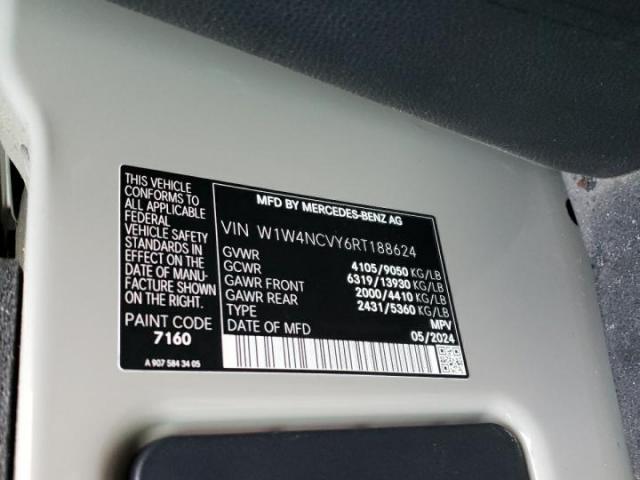 THIS VEHICLE
CONFORMS TO
ALL APPLICABLE
FEDERAL
VEHICLE SAFETY
STANDARDS IN
EFFECT ON THE
DATE OF MANU-
FACTURE SHOWN
ON THE RIGHT.
PAINT CODE
7160
A 907 584 34 05
MFD BY MERCEDES-BENZ AG
VIN W1W4NCVY6RT188624
GVWR 4105/9050 KG/LB
GCWR 6319/13930 KG/LB
GAWR FRONT 2000/4410 KG/LB
GAWR REAR 2431/5360 KG/LB
TYPE MPV
DATE OF MFD 05/2024